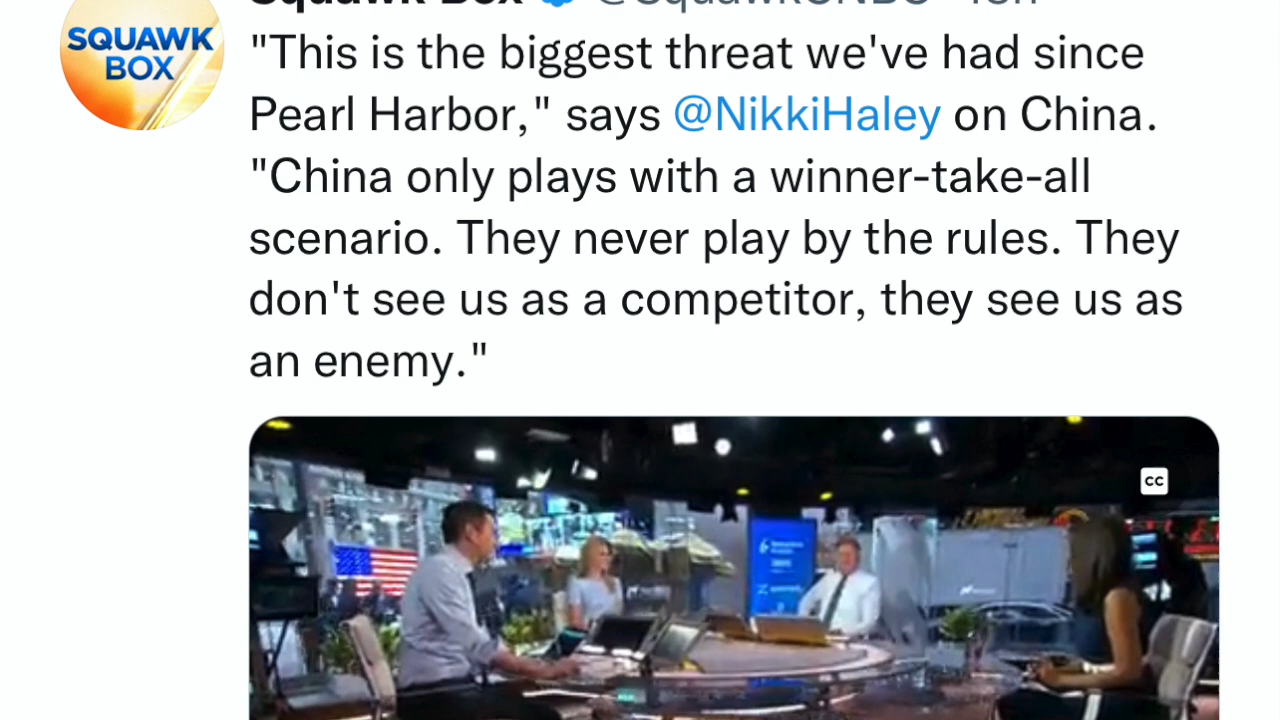 SQUAWK
BOX
"This is the biggest threat we've had since
Pearl Harbor," says @NikkiHaley on China.
"China only plays with a winner-take-all
scenario. They never play by the rules. They
don't see us as a competitor, they see us as
an enemy."
CC